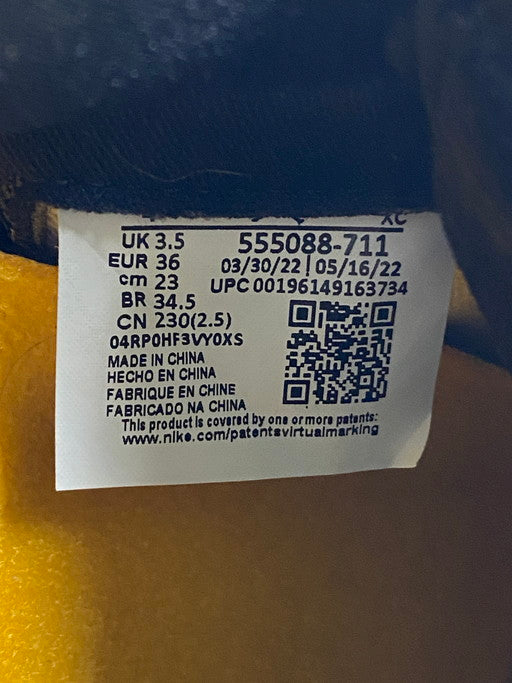 XC
UK 3.5
555088-711
EUR 36
03/30/22 | 05/16/22
cm 23
UPC 00196149163734
BR 34.5
CN 230(2.5)
04RP0HF3VY0XS
MADE IN CHINA
HECHO EN CHINA
FABRIQUE EN CHINE
FABRICADO NA CHINA
This product is covered by one or more patents:
www.nike.com/patentsvirtualmarking